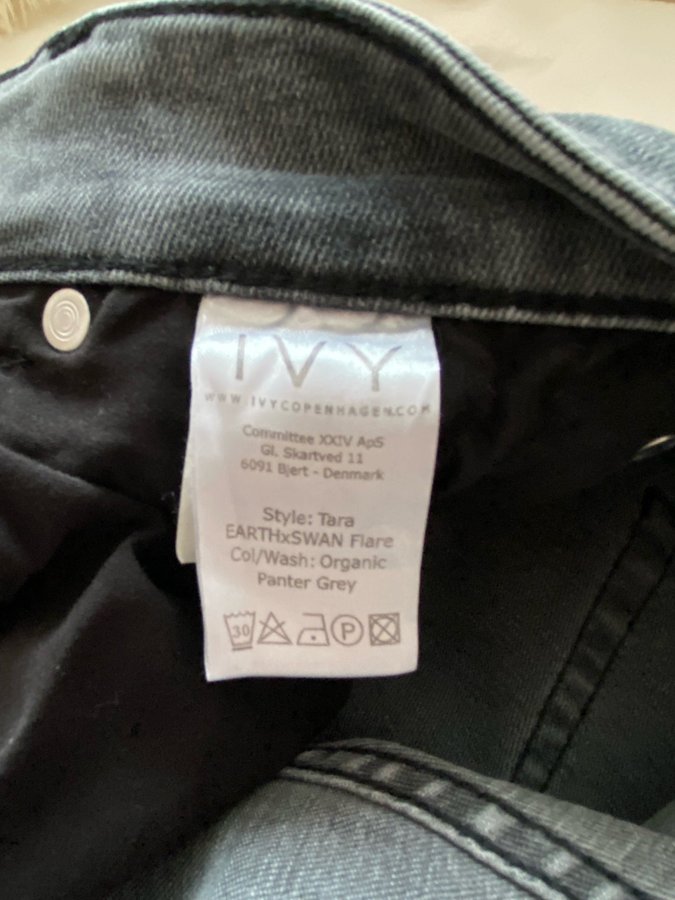 IVY
WWW.IVYCOPENHAGEN.COM
Committee XXIV ApS
Gl. Skartved 11
6091 Bjert - Denmark
Style: Tara
EARTHxSWAN Flare
Col/Wash: Organic
Panter Grey
30 P